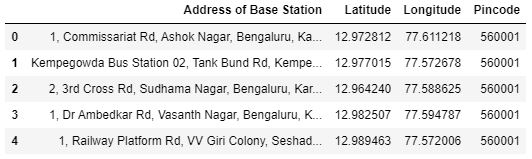 Address of Base Station Latitude Longitude Pincode
0 1, Commissariat Rd, Ashok Nagar, Bengaluru, Ka... 12.972812 77.611218 560001
1 Kempegowda Bus Station 02, Tank Bund Rd, Kempe... 12.977015 77.572678 560001
2 2, 3rd Cross Rd, Sudhama Nagar, Bengaluru, Kar... 12.964240 77.588625 560001
3 1, Dr Ambedkar Rd, Vasanth Nagar, Bengaluru, K... 12.982507 77.594787 560001
4 1, Railway Platform Rd, VV Giri Colony, Seshad... 12.989463 77.572006 560001